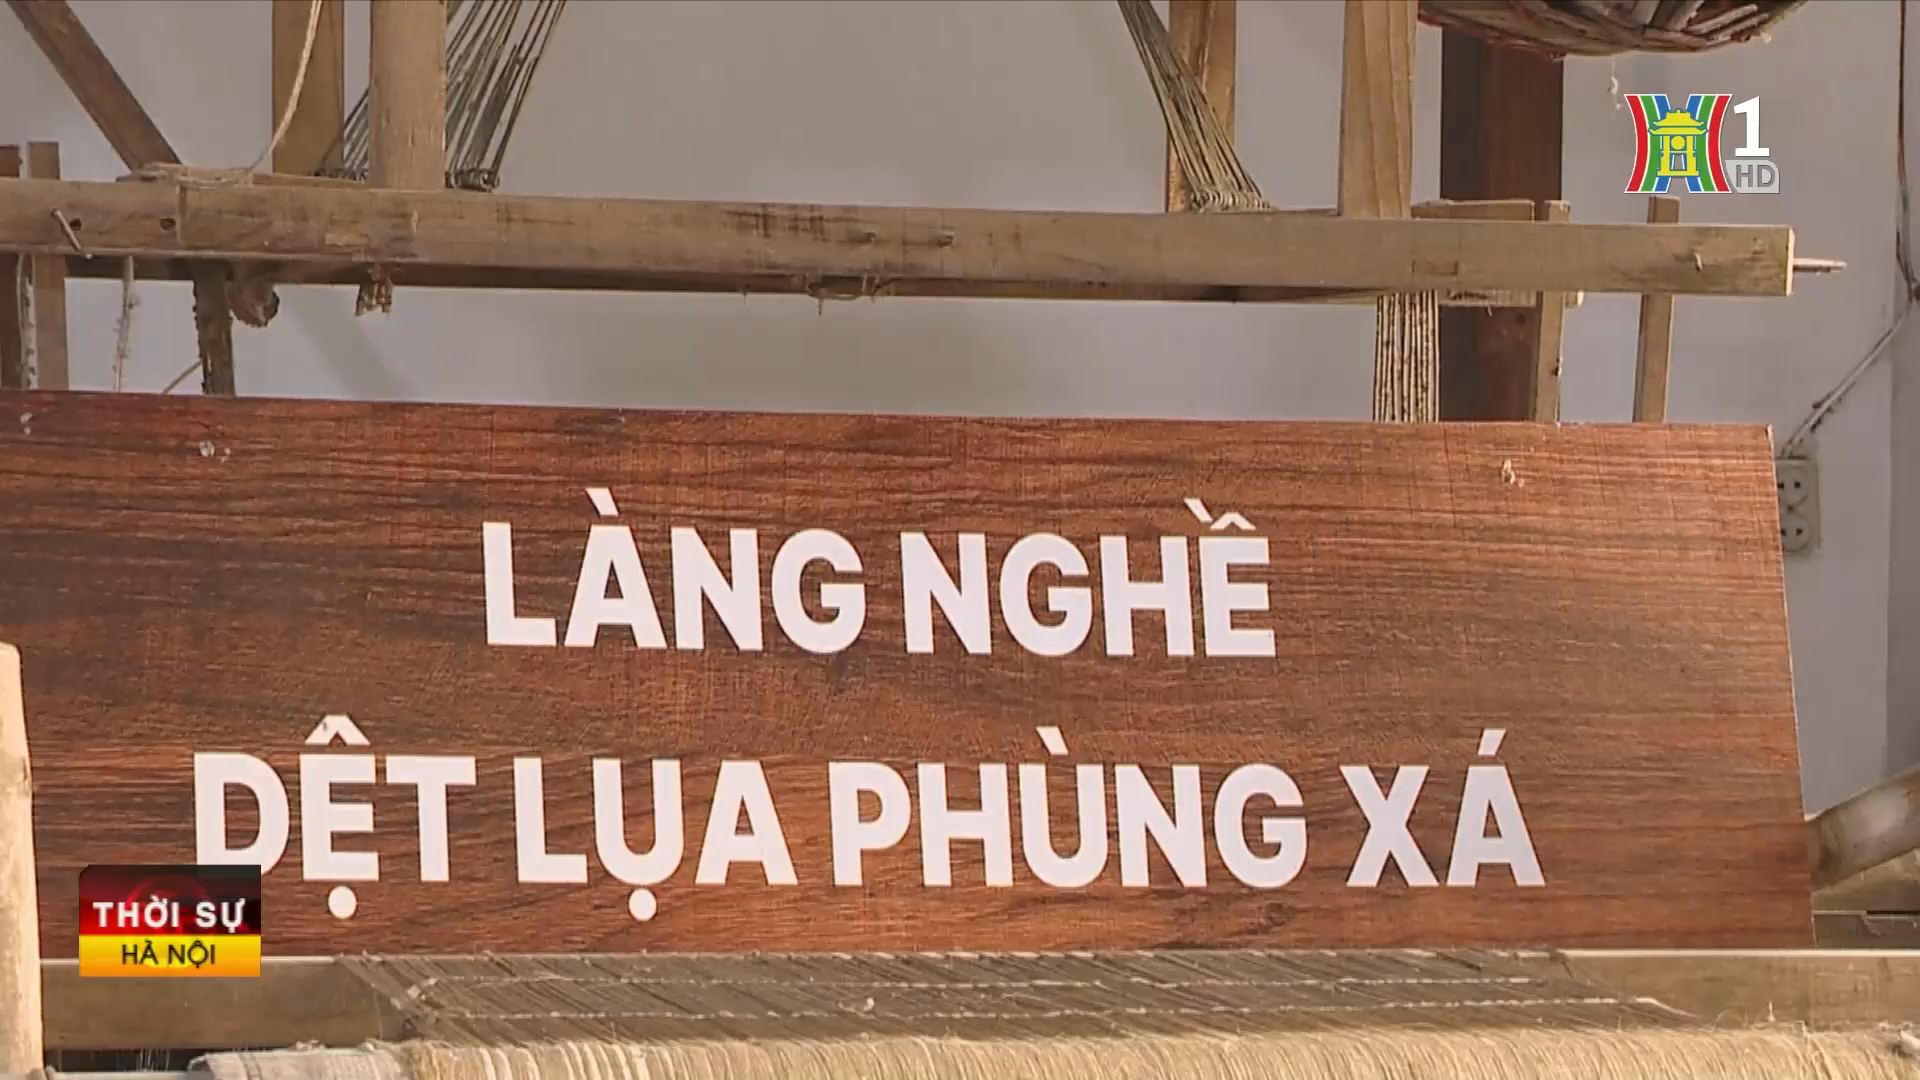 1
HD
LÀNG NGHỀ
DỆT LỤA PHÙNG XÁ
THỜI SỰ
HÀ NỘI